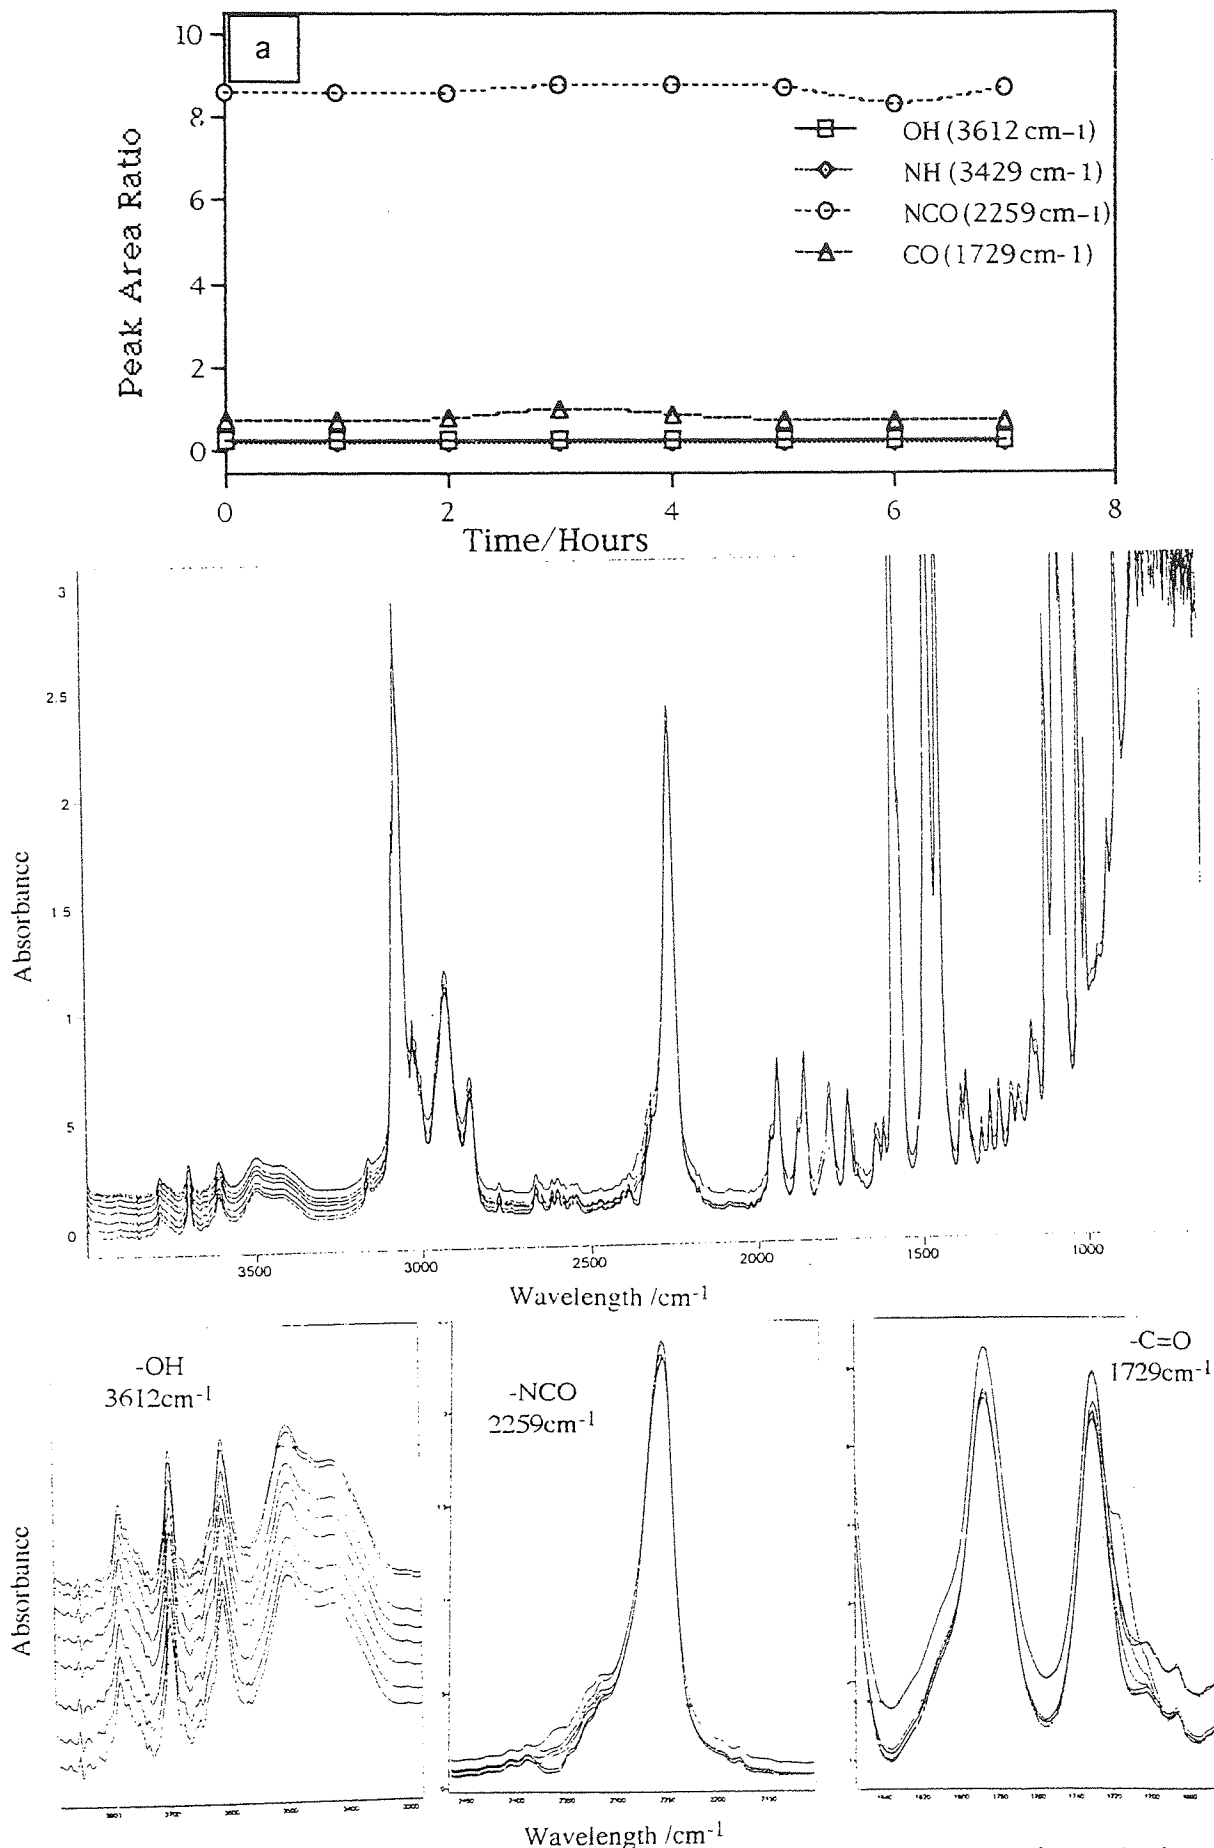 a
10
8
6
4
2
0
Peak Area Ratio
OH (3612 cm-1)
NH (3429 cm-1)
NCO (2259 cm-1)
CO (1729 cm-1)
0 2 4 6 8
Time/Hours
3
2.5
2
1 5
1
5
0
Absorbance
3500 3000 2500 2000 1500 1000
Wavelength /cm-1
-OH
3612cm-1
-NCO
2259cm-1
-C=O
1729cm-1
Absorbance
Wavelength /cm-1